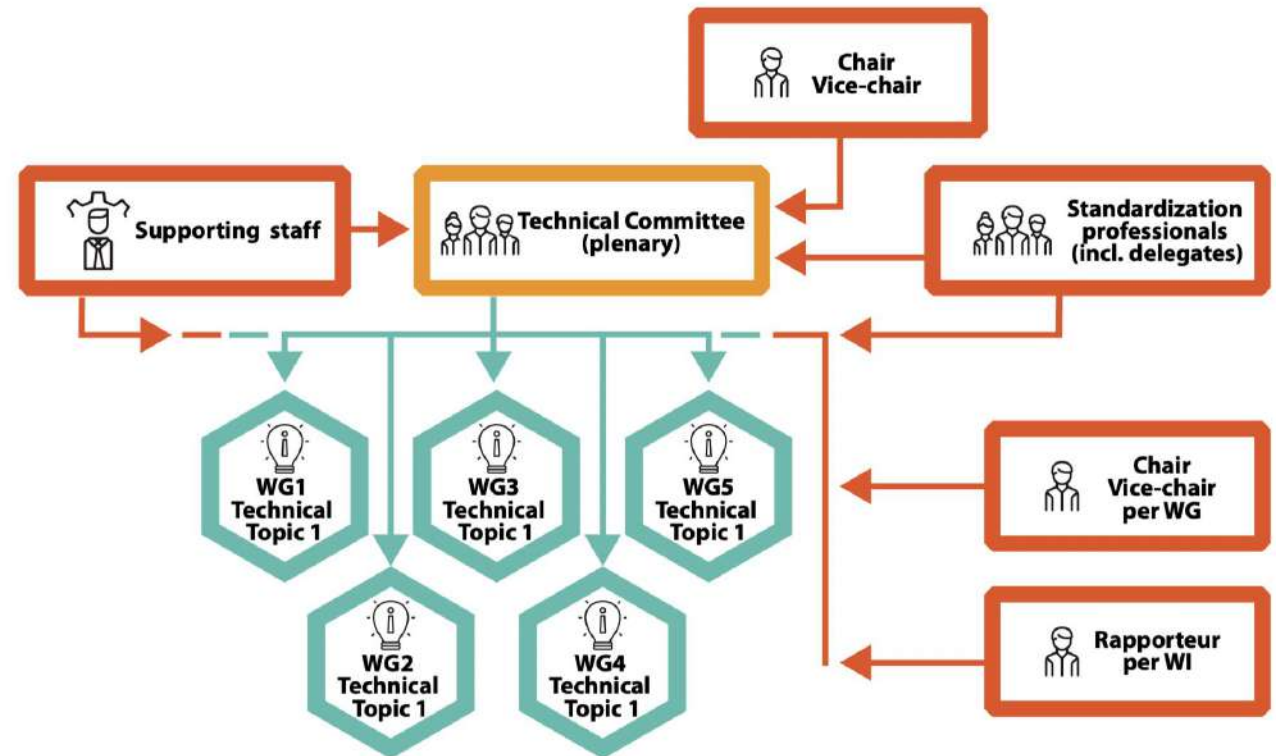 Chair
Vice-chair
Supporting staff
Technical Committee
(plenary)
Standardization
professionals
(incl. delegates)
WG1
Technical
Topic 1
WG3
Technical
Topic 1
WG5
Technical
Topic 1
Chair
Vice-chair
per WG
WG2
Technical
Topic 1
WG4
Technical
Topic 1
Rapporteur
per WI